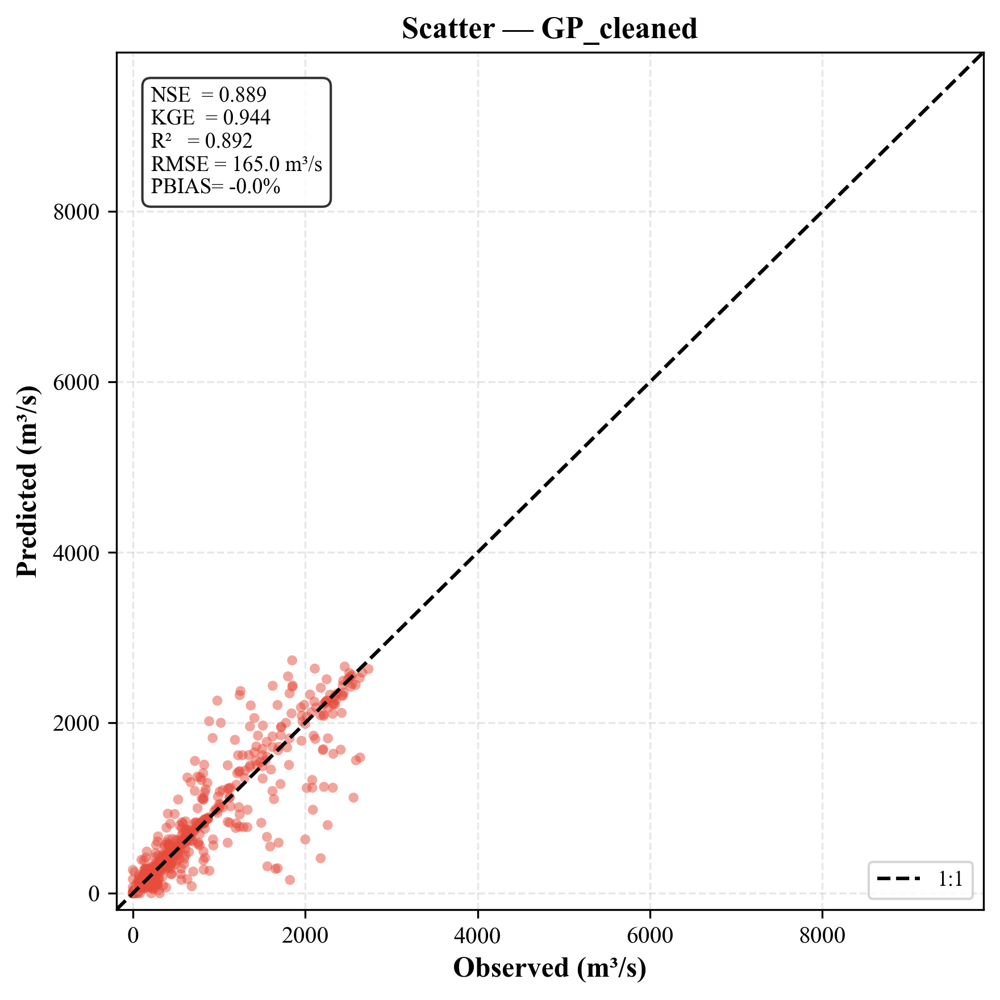 Scatter — GP_cleaned
NSE = 0.889
KGE = 0.944
R² = 0.892
RMSE = 165.0 m³/s
PBIAS= -0.0%
8000
6000
4000
2000
0
Predicted (m³/s)
1:1
0 2000 4000 6000 8000
Observed (m³/s)